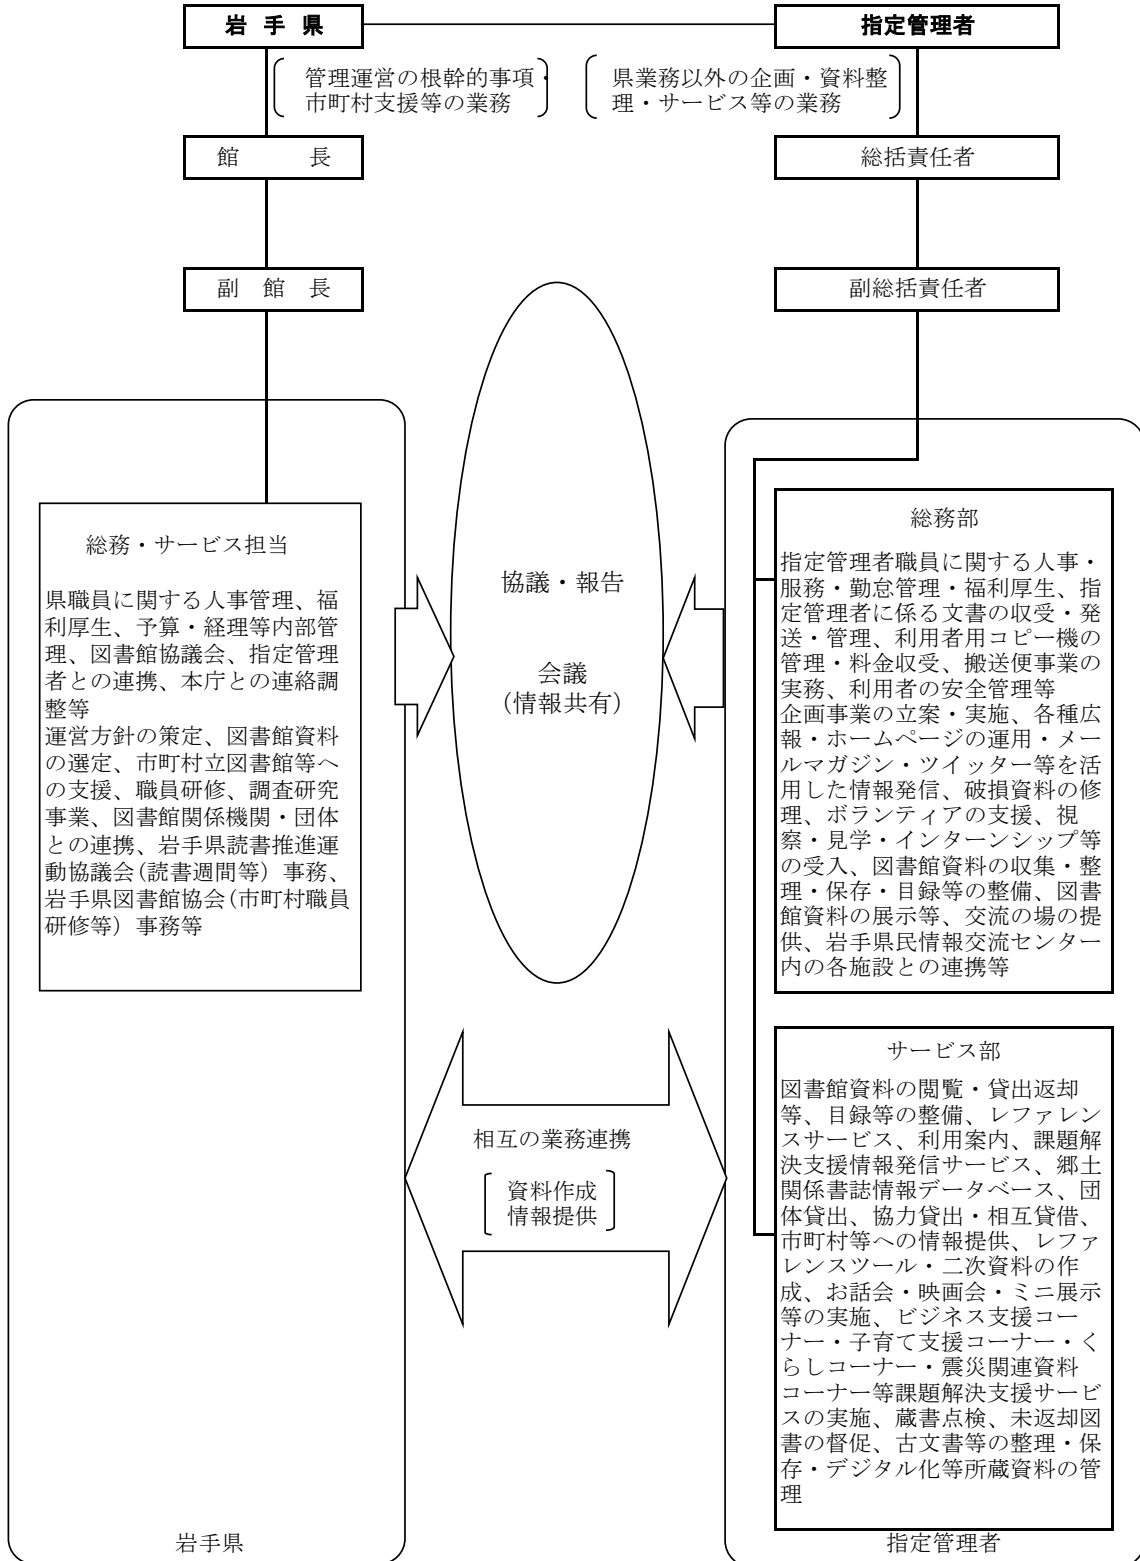 岩 手 県
指定管理者
管理運営の根幹的事項・
市町村支援等の業務
県業務以外の企画・資料整
理・サービス等の業務
館 長
総括責任者
副 館 長
副総括責任者
総務・サービス担当
県職員に関する人事管理、福
利厚生、予算・経理等内部管
理、図書館協議会、指定管理
者との連携、本庁との連絡調
整等
運営方針の策定、図書館資料
の選定、市町村立図書館等へ
の支援、職員研修、調査研究
事業、図書館関係機関・団体
との連携、岩手県読書推進運
動協議会(読書週間等)事務、
岩手県図書館協会(市町村職員
研修等)事務等
協議・報告
会議
(情報共有)
総務部
指定管理者職員に関する人事・
服務・勤怠管理・福利厚生、指
定管理者に係る文書の収受・発
送・管理、利用者用コピー機の
管理・料金収受、搬送便事業の
実務、利用者の安全管理等
企画事業の立案・実施、各種広
報・ホームページの運用・メー
ルマガジン・ツイッター等を活
用した情報発信、破損資料の修
理、ボランティアの支援、視
察・見学・インターンシップ等
の受入、図書館資料の収集・整
理・保存・目録等の整備、図書
館資料の展示等、交流の場の提
供、岩手県民情報交流センター
内の各施設との連携等
相互の業務連携
資料作成
情報提供
サービス部
図書館資料の閲覧・貸出返却
等、目録等の整備、レファレン
スサービス、利用案内、課題解
決支援情報発信サービス、郷土
関係書誌情報データベース、団
体貸出、協力貸出・相互貸借、
市町村等への情報提供、レファ
レンスツール・二次資料の作
成、お話会・映画会・ミニ展示
等の実施、ビジネス支援コー
ナー・子育て支援コーナー・く
らしコーナー・震災関連資料
コーナー等課題解決支援サービ
スの実施、蔵書点検、未返却図
書の督促、古文書等の整理・保
存・デジタル化等所蔵資料の管
理
岩手県
指定管理者